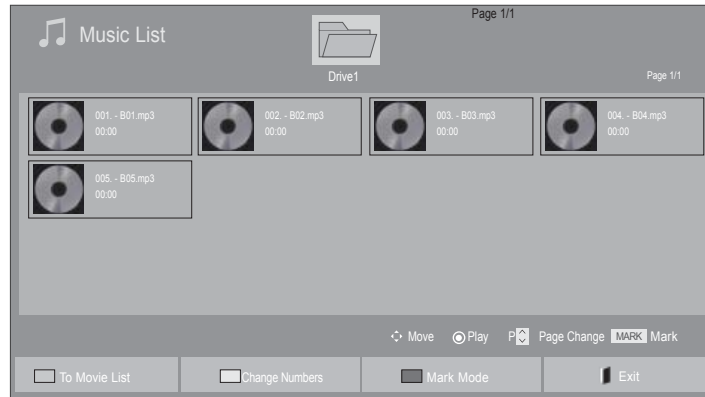 Page 1/1
Music List
Drive1
Page 1/1
001. - B01.mp3
00:00
002. - B02.mp3
00:00
003. - B03.mp3
00:00
004. - B04.mp3
00:00
005. - B05.mp3
00:00
Move Play P Page Change MARK Mark
To Movie List Change Numbers Mark Mode Exit